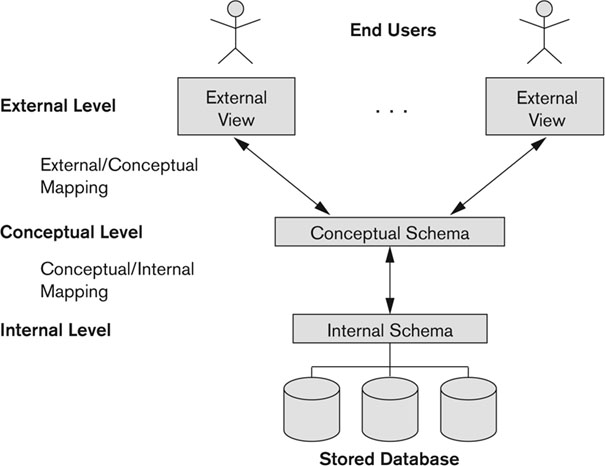 End Users
External Level
External
View
. . .
External
View
External/Conceptual
Mapping
Conceptual Level
Conceptual Schema
Conceptual/Internal
Mapping
Internal Level
Internal Schema
Stored Database